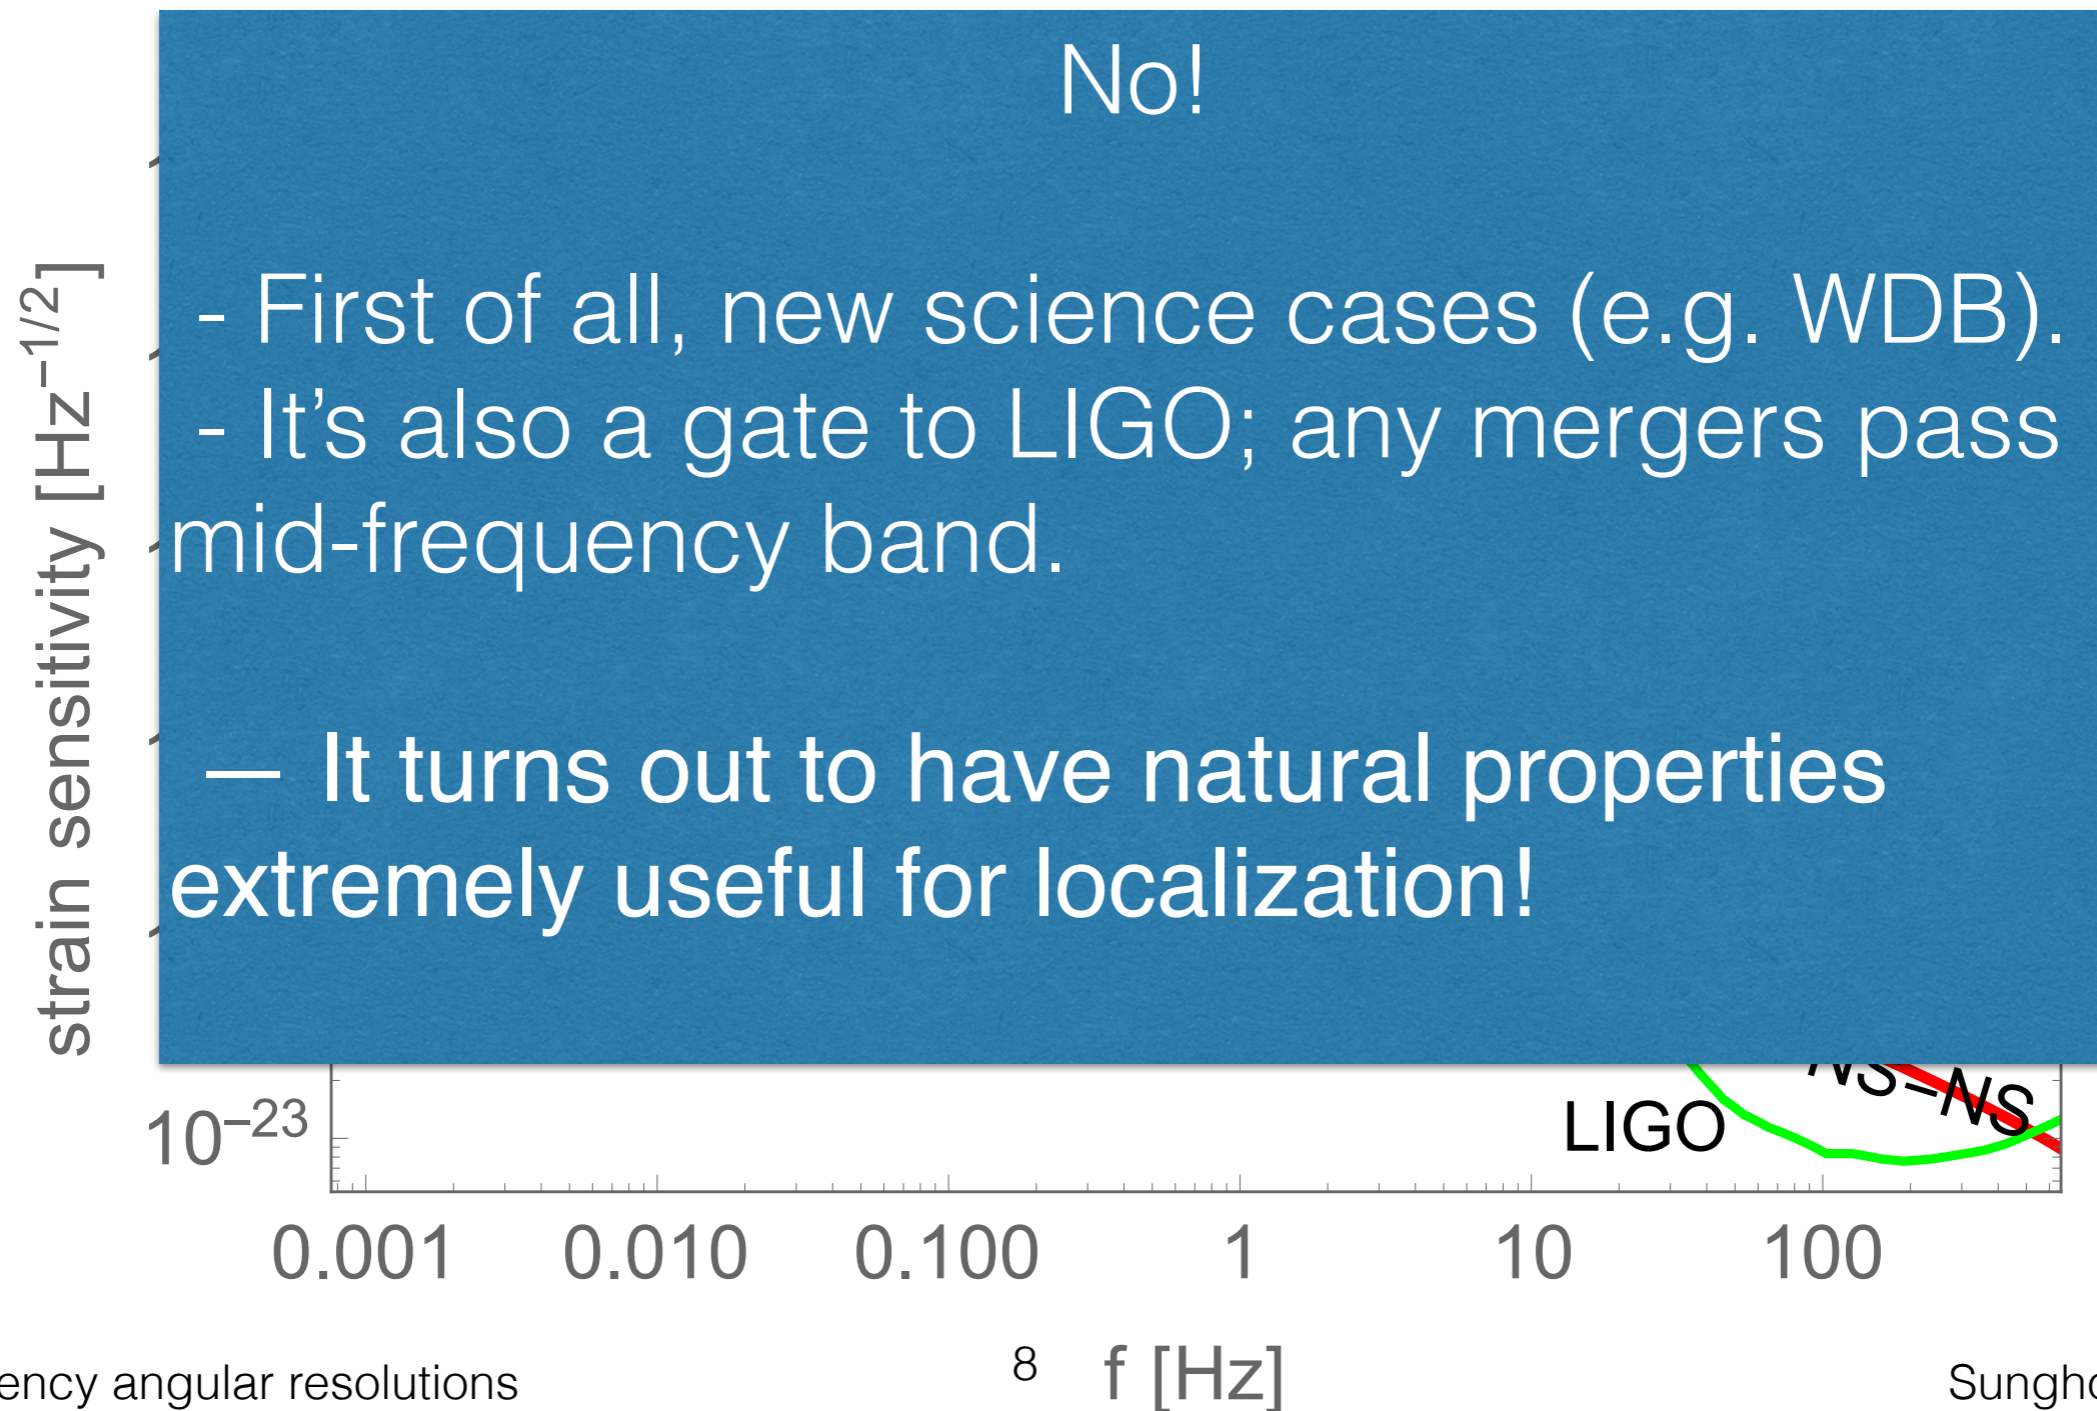 No!
- First of all, new science cases (e.g. WDB).
- It’s also a gate to LIGO; any mergers pass
mid-frequency band.
— It turns out to have natural properties
extremely useful for localization!
strain sensitivity [Hz−1/2]
NS–NS
LIGO
10−23
0.001 0.010 0.100 1 10 100
f [Hz]
ency angular resolutions
8
Sungho